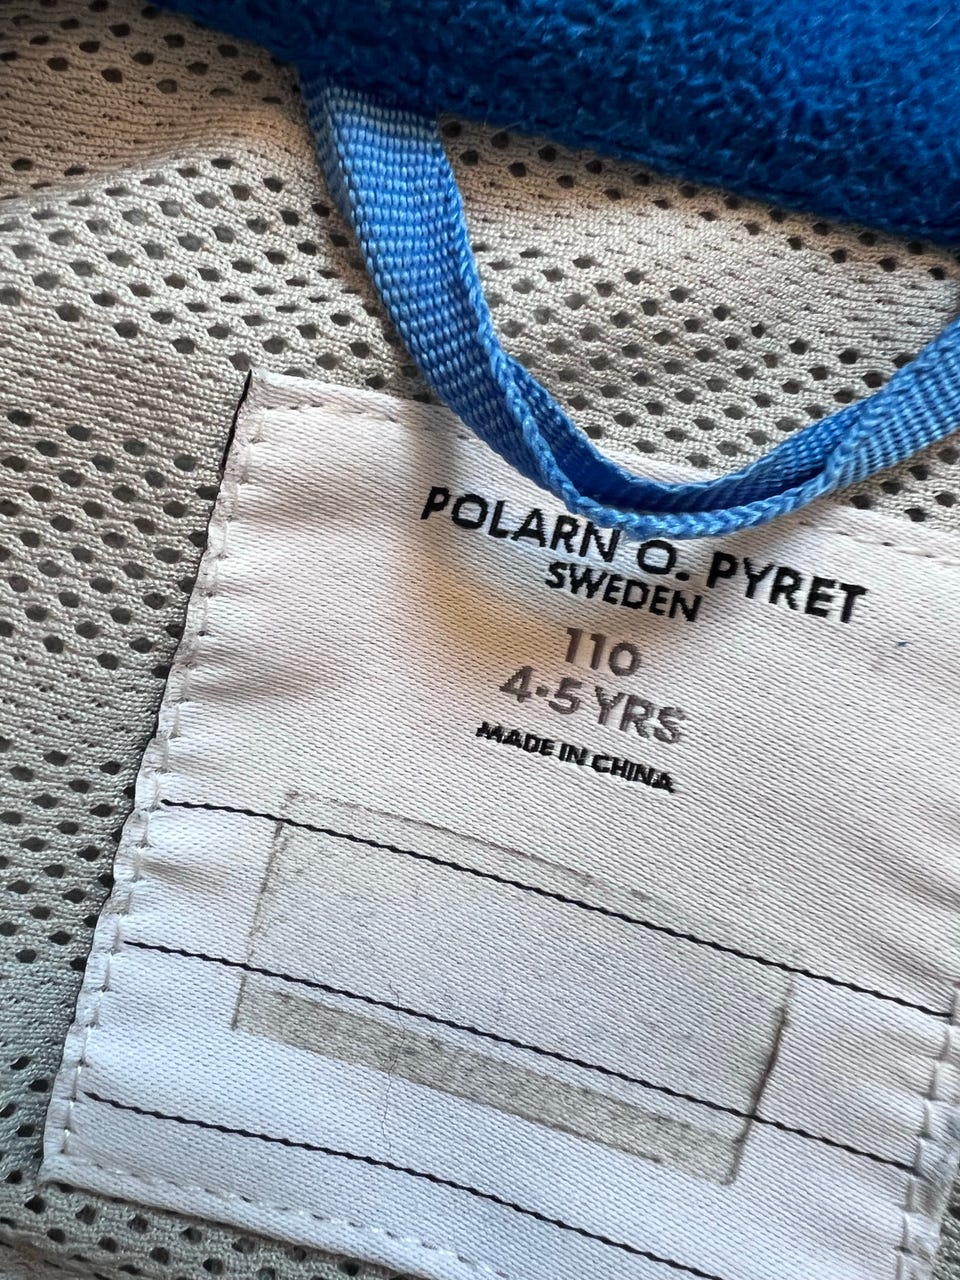 POLARN O. PYRET
SWEDEN
110
4-5 YRS
MADE IN CHINA